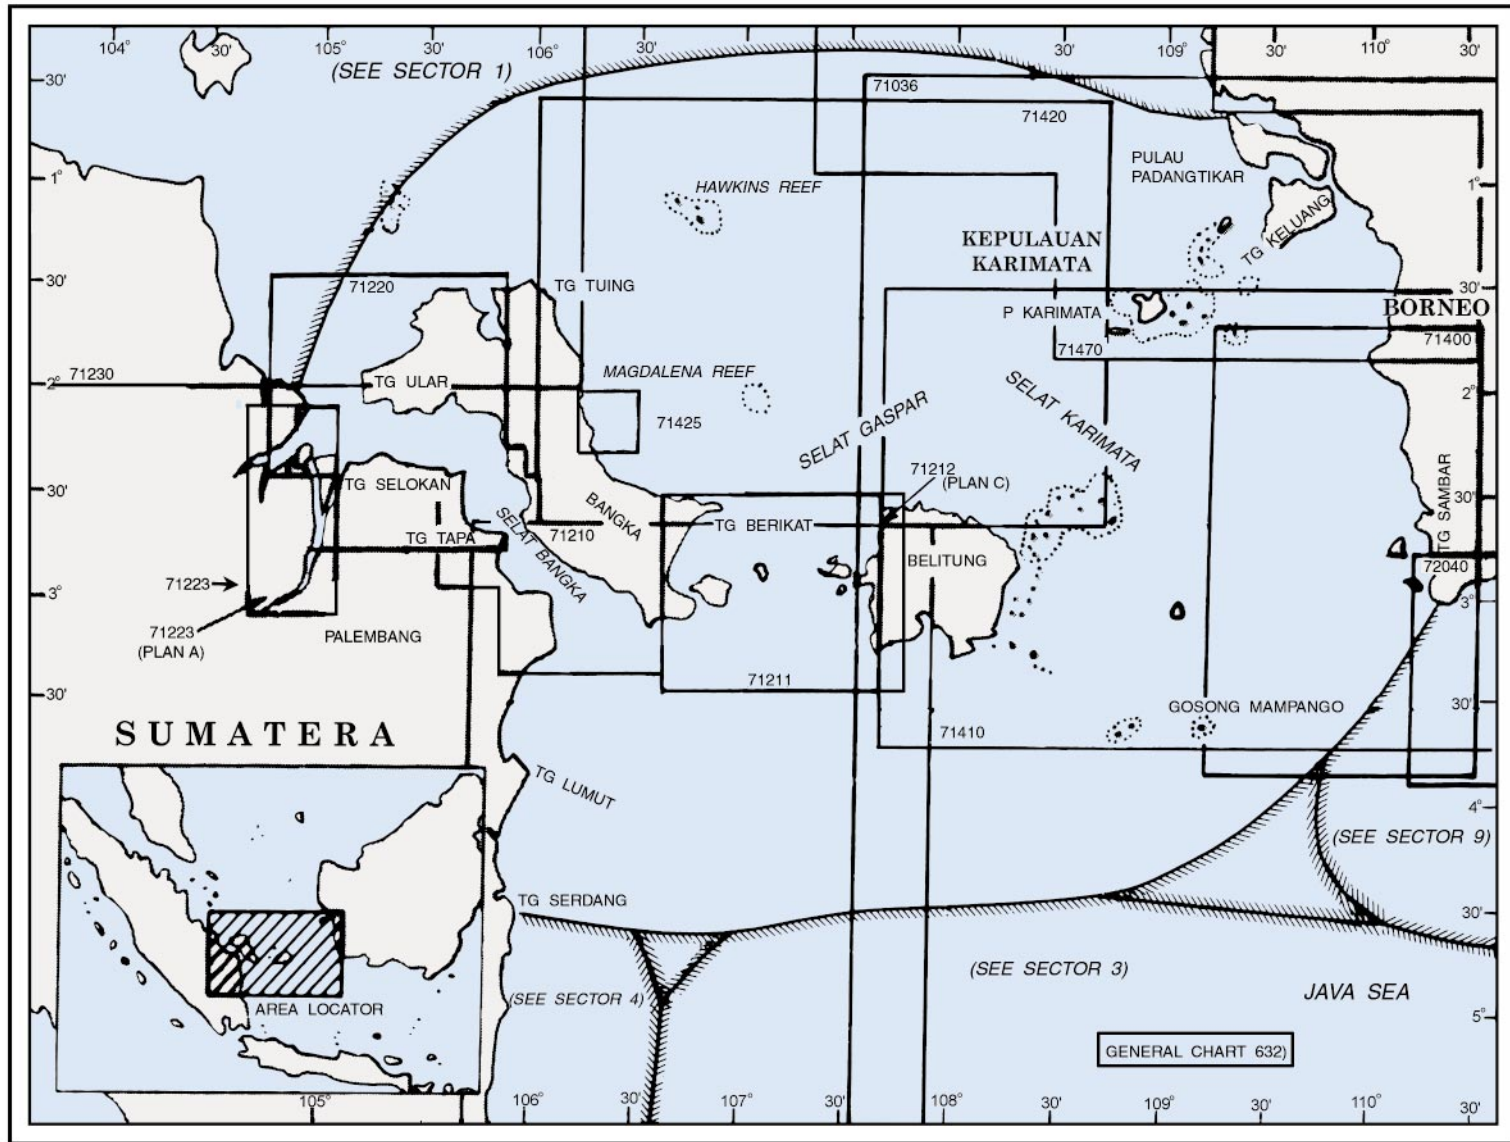 104°
30'
105°
30'
106°
30'
30'
109°
30'
110°
30'
(SEE SECTOR 1)
30'
71036
71420
PULAU
PADANGTIKAR
1°
1°
HAWKINS REEF
TG KELUANG
KEPULAUAN
KARIMATA
30'
71220
TG TUING
30'
P KARIMATA
BORNEO
71400
71470
71230
2°
TG ULAR
MAGDALENA REEF
2°
SELAT GASPAR
SELAT KARIMATA
71425
71212
(PLAN C)
30'
TG SELOKAN
BANGKA
TG BERIKAT
30'
TG SAMBAR
TG TAPA
SELAT BANGKA
71210
BELITUNG
72040
71223
3°
3°
71223
(PLAN A)
PALEMBANG
30'
71211
GOSONG MAMPANGO
30'
SUMATERA
71410
TG LUMUT
4°
(SEE SECTOR 9)
TG SERDANG
30'
(SEE SECTOR 4)
(SEE SECTOR 3)
JAVA SEA
AREA LOCATOR
5°
GENERAL CHART 632)
105°
106°
30'
107°
30'
108°
30'
109°
30'
110°
30'